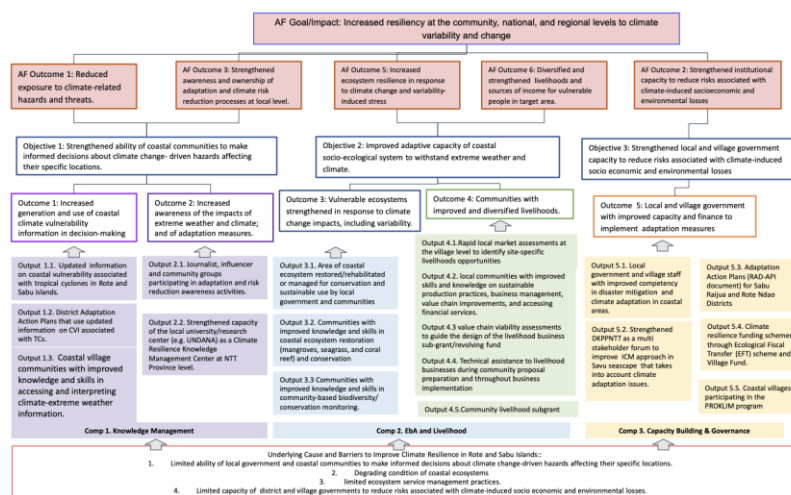 AF Goal/Impact: Increased resiliency at the community, national, and regional levels to climate
variability and change
AF Outcome 1: Reduced
exposure to climate-related
hazards and threats.
AF Outcome 3: Strengthened
awareness and ownership of
adaptation and climate risk
reduction processes at local level.
AF Outcome 5: Increased
ecosystem resilience in response
to climate change and variability-
induced stress
AF Outcome 6: Diversified and
strengthened livelihoods and
sources of income for vulnerable
people in target area.
AF Outcome 2: Strengthened institutional
capacity to reduce risks associated with
climate-induced socioeconomic and
environmental losses
Objective 1: Strengthened ability of coastal communities to make
informed decisions about climate change- driven hazards affecting
their specific locations.
Objective 2: Improved adaptive capacity of coastal
socio-ecological system to withstand extreme weather and
climate.
Objective 3: Strengthened local and village government
capacity to reduce risks associated with climate-induced
socio economic and environmental losses
Outcome 1: Increased
generation and use of coastal
climate vulnerability
information in decision-making
Outcome 2: Increased
awareness of the impacts of
extreme weather and climate;
and of adaptation measures.
Outcome 3: Vulnerable ecosystems
strengthened in response to climate
change impacts, including variability.
Outcome 4: Communities with
improved and diversified livelihoods.
Outcome 5: Local and village government
with improved capacity and finance to
implement adaptation measures
Output 1.1. Updated information
on coastal vulnerability associated
with tropical cyclones in Rote and
Sabu islands.
Output 1.2. District Adaptation
Action Plans that use updated
information on CVI associated
with TCs.
Output 1.3. Coastal village
communities with improved
knowledge and skills in
accessing and interpreting
climate-extreme weather
information.
Output 2.1. Journalist, influencer
and community groups
participating in adaptation and risk
reduction awareness activities.
Output 2.2. Strengthened capacity
of the local university/research
center (e.g. UNDANA) as a Climate
Resilience Knowledge
Management Center at NTT
Province level.
Output 3.1. Area of coastal
ecosystem restored/rehabilitated
or managed for conservation and
sustainable use by local
government and communities
Output 3.2. Communities with
improved knowledge and skills in
coastal ecosystem restoration
(mangroves, seagrass, and coral
reef) and conservation
Output 3.3 Communities with
improved knowledge and skills in
community-based biodiversity/
conservation monitoring.
Output 4.1.Rapid local market assessments at
the village level to identify site-specific
livelihoods opportunities
Output 4.2. local communities with improved
skills and knowledge on sustainable
production practices, business management,
value chain improvements, and accessing
financial services.
Output 4.3 value chain viability assessments to
guide the design of the livelihood business
sub-grant/revolving fund
Output 4.4. Technical assistance to livelihood
businesses during community proposal
preparation and throughout business
implementation
Output 4.5.Community livelihood subgrant
Output 5.1. Local
government and village staff
with improved competency
in disaster mitigation and
climate adaptation in
coastal areas.
Output 5.2. Strengthened
DKPPNTT as a multi
stakeholder forum to
improve ICM approach in
Savu seascape that takes
into account climate
adaptation issues.
Output 5.3. Adaptation
Action Plans (RAD-API
document) for Sabu
Raijua and Rote Ndao
Districts
Output 5.4. Climate
resilience funding schemes
through Ecological Fiscal
Transfer (EFT) scheme and
Village Fund.
Output 5.5. Coastal villages
participating in the
PROKLIM program
Comp 1. Knowledge Management
Comp 2. EbA and Livelihood
Comp 3. Capacity Building & Governance
Underlying Cause and Barriers to Improve Climate Resilience in Rote and Sabu Islands::
1. Limited ability of local government and coastal communities to make informed decisions about climate change-driven hazards affecting their specific locations.
2. Degrading condition of coastal ecosystems
3. limited ecosystem service management practices.
4. Limited capacity of district and village governments to reduce risks associated with climate-induced socio economic and environmental losses.